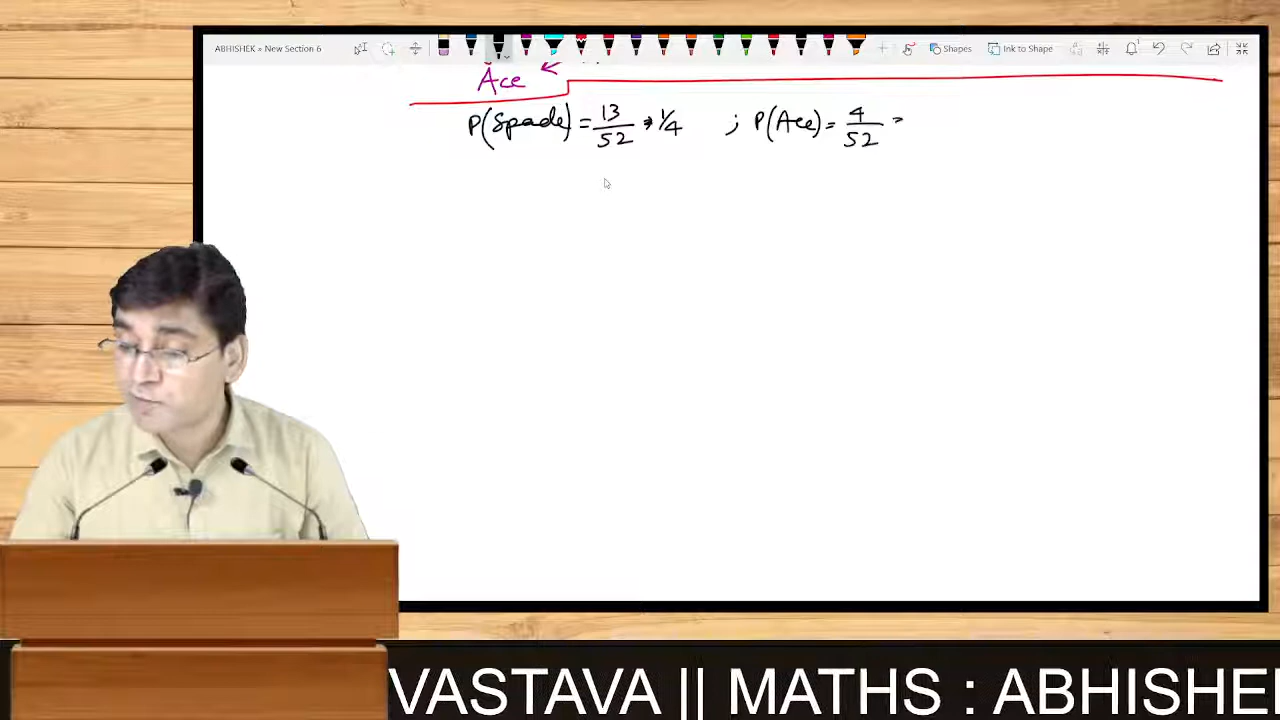 ABHISHEK » New Section 6
Shapes
Ink to Shape
Ace
P(Spade) = 13/52 → 1/4 ; P(Ace) = 4/52 =
VASTAVA || MATHS : ABHISHE